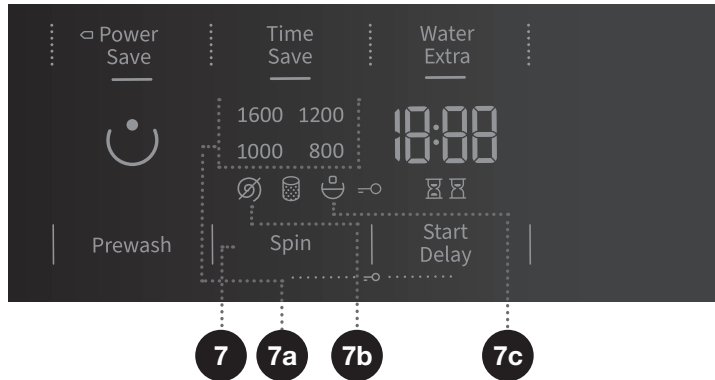 Power Save
Time Save
Water Extra
1600 1200
1000 800
18:88
Prewash
Spin
Start Delay
7
7a
7b
7c